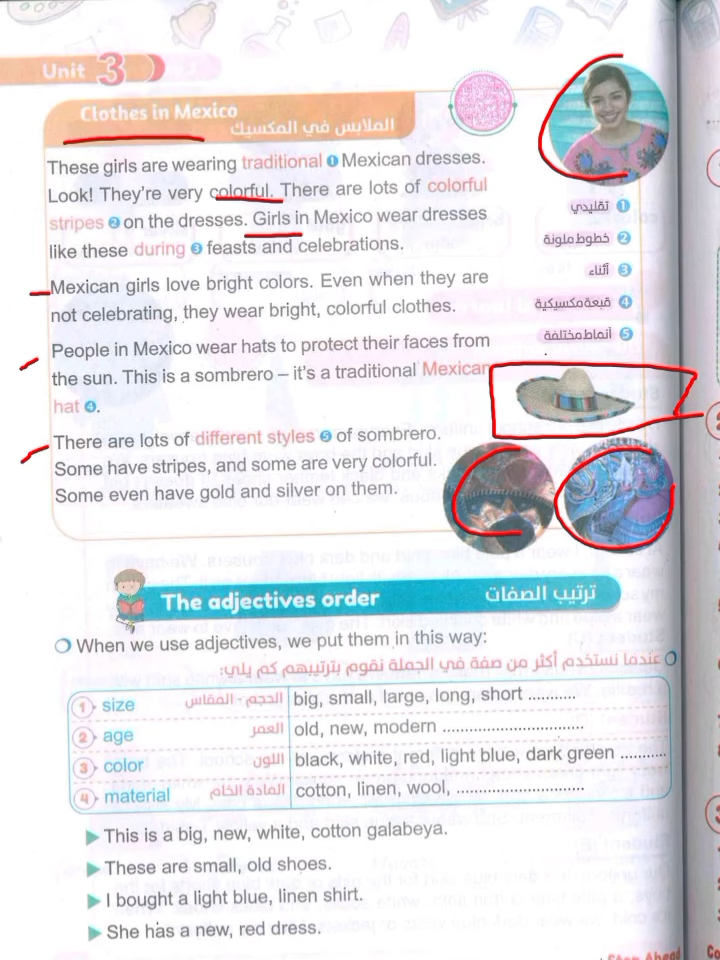 Unit 3
Clothes in Mexico
الملابس في المكسيك
These girls are wearing traditional 1 Mexican dresses.
Look! They're very colorful. There are lots of colorful
stripes 2 on the dresses. Girls in Mexico wear dresses
like these during 3 feasts and celebrations.
Mexican girls love bright colors. Even when they are
not celebrating, they wear bright, colorful clothes.
People in Mexico wear hats to protect their faces from
the sun. This is a sombrero – it's a traditional Mexican
hat 4.
There are lots of different styles 5 of sombrero.
Some have stripes, and some are very colorful.
Some even have gold and silver on them.
1 تقليدي
2 خطوط ملونة
3 أثناء
4 قبعة مكسيكية
5 أنماط مختلفة
The adjectives order ترتيب الصفات
When we use adjectives, we put them in this way:
عندما نستخدم أكثر من صفة في الجملة نقوم بترتيبهم كم يلي:
1 size الحجم - المقاس big, small, large, long, short ...........
2 age العمر old, new, modern ................................
3 color اللون black, white, red, light blue, dark green ...........
4 material المادة الخام cotton, linen, wool, .............................
This is a big, new, white, cotton galabeya.
These are small, old shoes.
I bought a light blue, linen shirt.
She has a new, red dress.